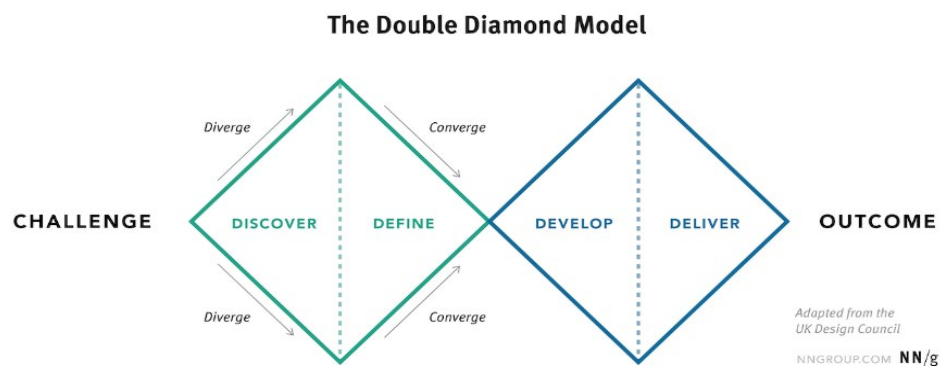 The Double Diamond Model
Diverge
Converge
CHALLENGE
DISCOVER
DEFINE
DEVELOP
DELIVER
OUTCOME
Diverge
Converge
Adapted from the
UK Design Council
NNGROUP.COM NN/g